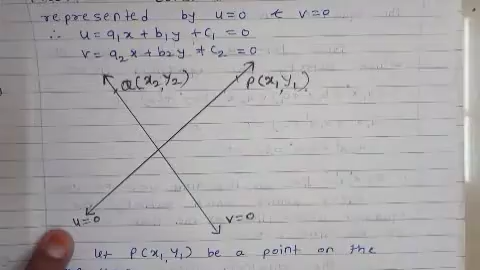 represented by u=0 & v=0
∴ u = a₁x + b₁y + c₁ = 0
v = a₂x + b₂y + c₂ = 0
Q(x₂,y₂) P(x₁,y₁)
u=0 v=0
Let P(x₁,y₁) be a point on the